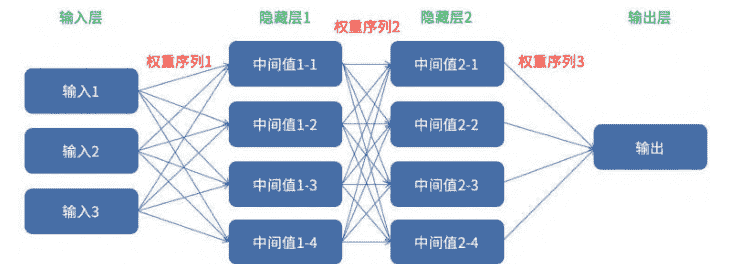 输入层
隐藏层1
权重序列2
隐藏层2
输出层
权重序列1
权重序列3
输入1
输入2
输入3
中间值1-1
中间值1-2
中间值1-3
中间值1-4
中间值2-1
中间值2-2
中间值2-3
中间值2-4
输出